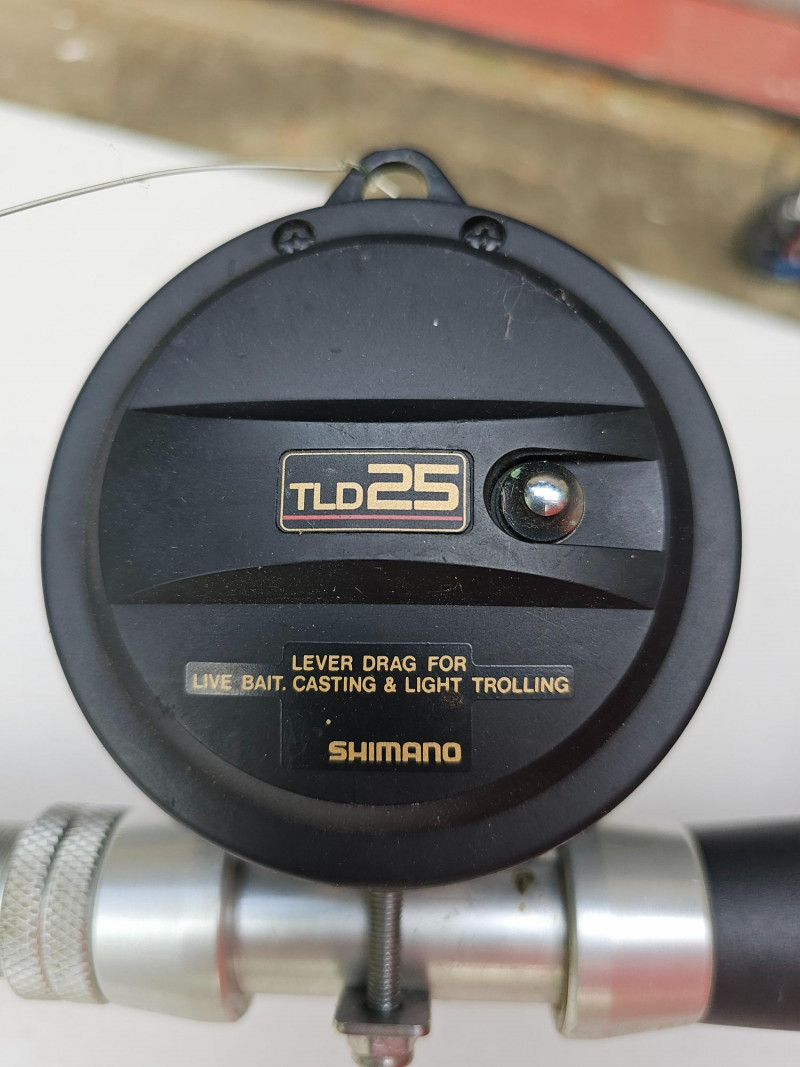 TLD25
LEVER DRAG FOR
LIVE BAIT. CASTING & LIGHT TROLLING
SHIMANO